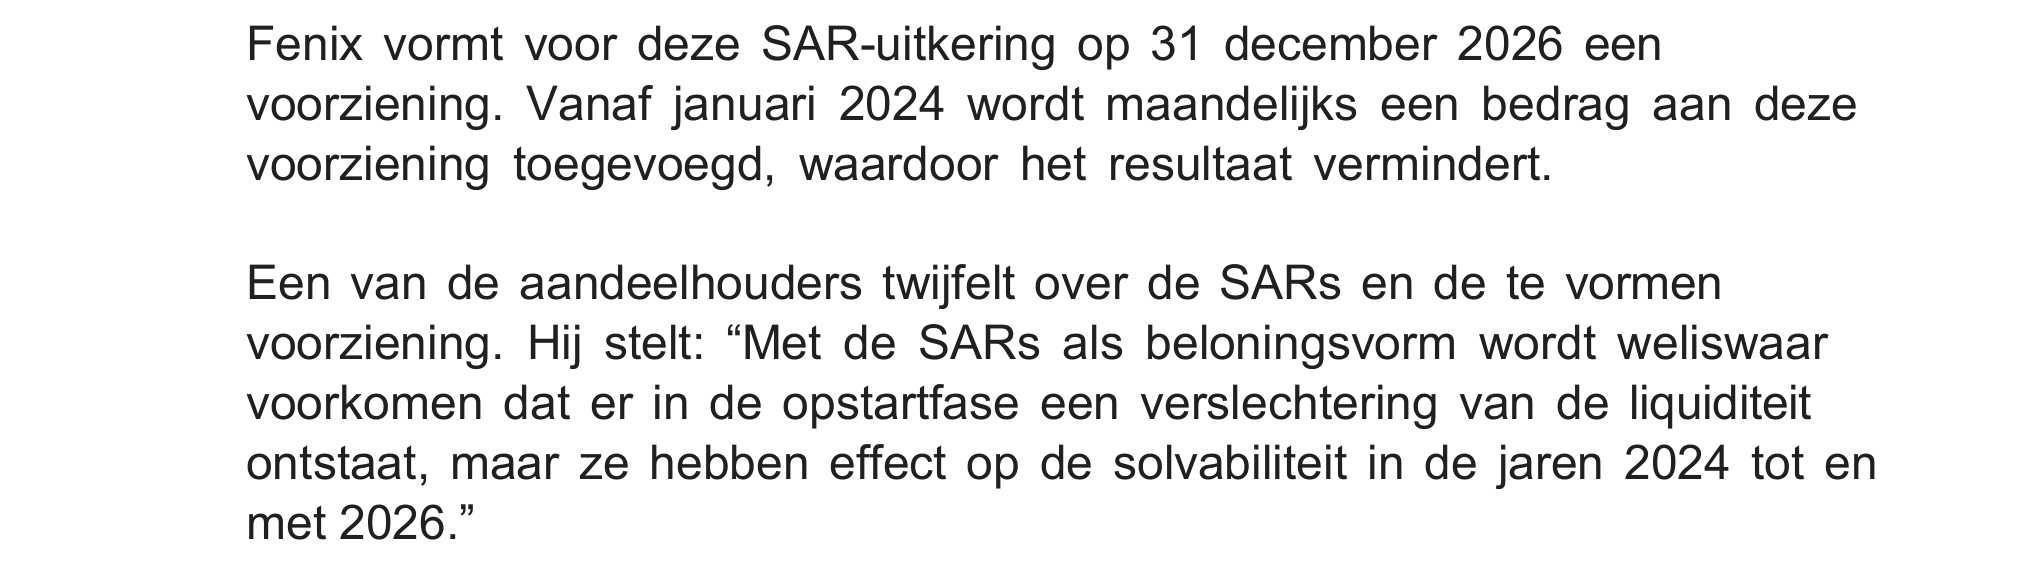 Fenix vormt voor deze SAR-uitkering op 31 december 2026 een
voorziening. Vanaf januari 2024 wordt maandelijks een bedrag aan deze
voorziening toegevoegd, waardoor het resultaat vermindert.
Een van de aandeelhouders twijfelt over de SARs en de te vormen
voorziening. Hij stelt: “Met de SARs als beloningsvorm wordt weliswaar
voorkomen dat er in de opstartfase een verslechtering van de liquiditeit
ontstaat, maar ze hebben effect op de solvabiliteit in de jaren 2024 tot en
met 2026.”